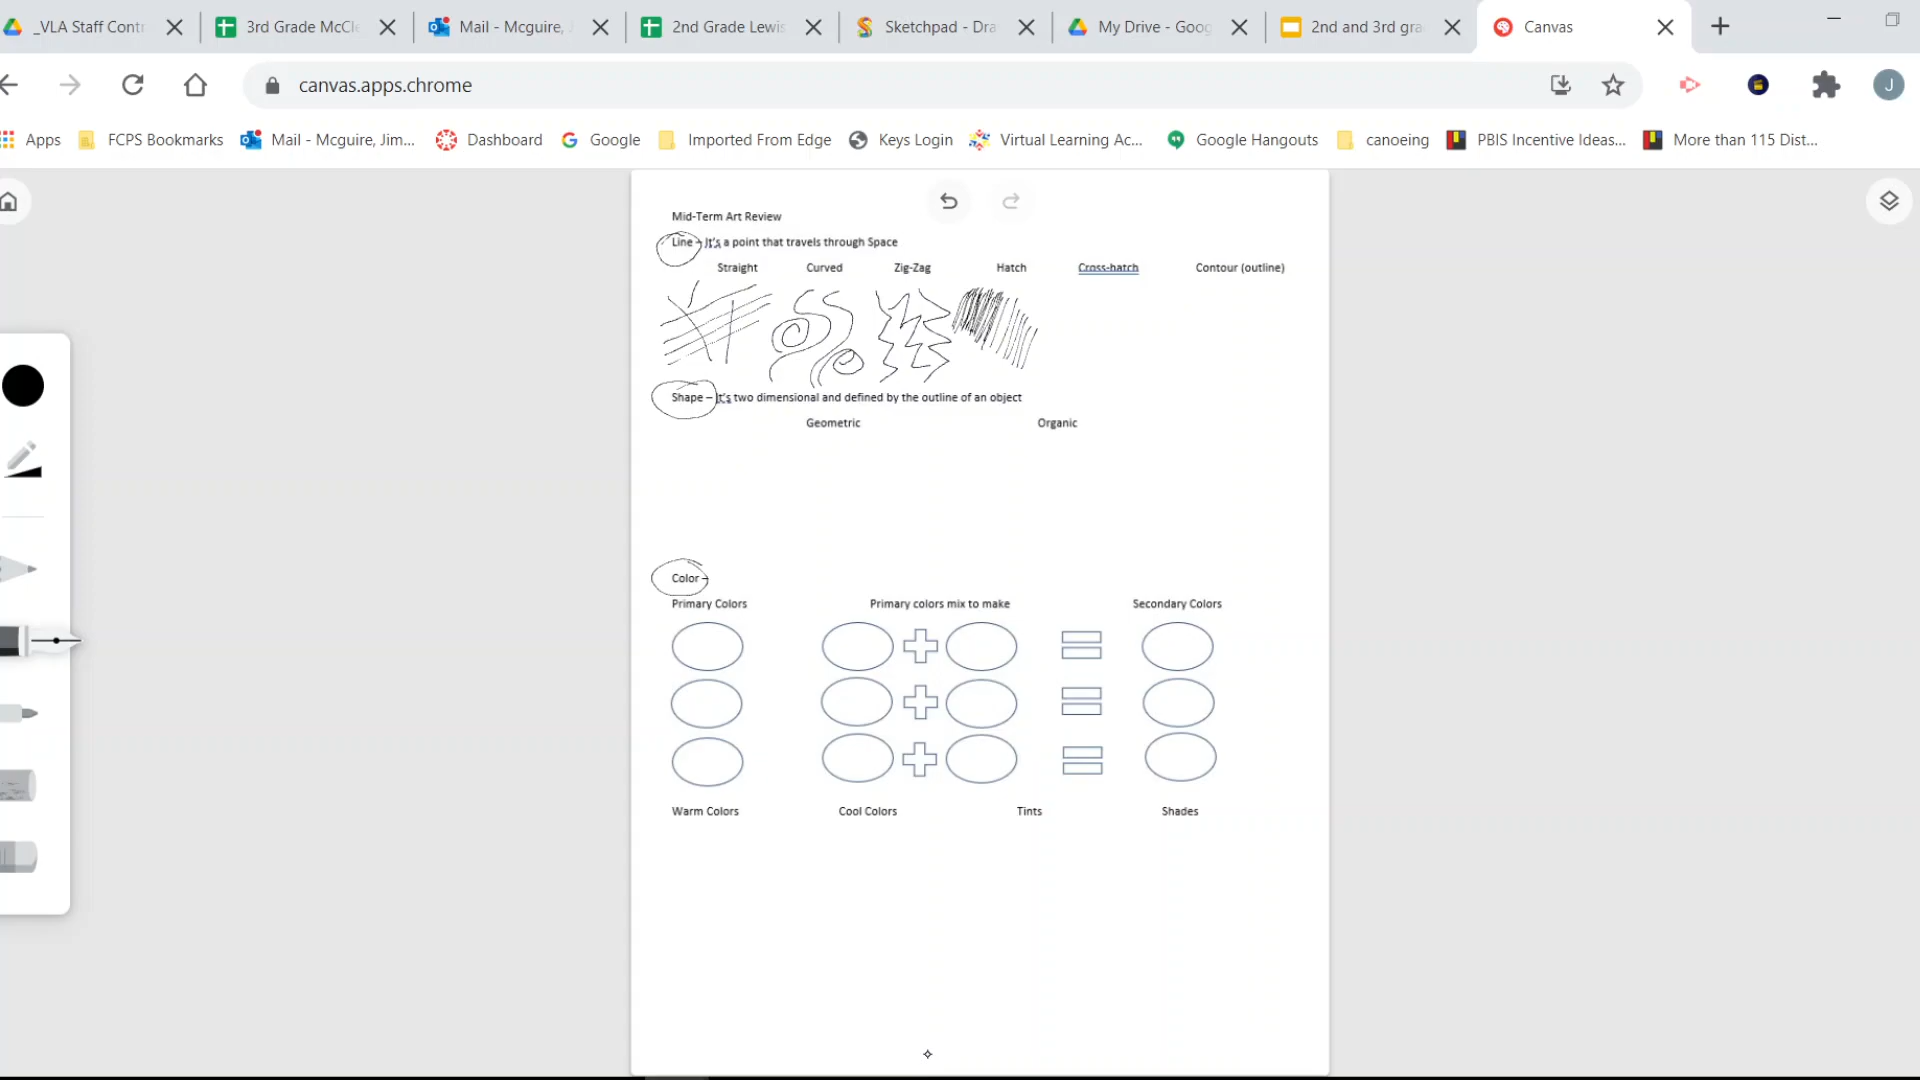 _VLA Staff Contr
3rd Grade McCle
Mail - Mcguire, J
2nd Grade Lewis
Sketchpad - Dra
My Drive - Goog
2nd and 3rd gra
Canvas
canvas.apps.chrome
J
Apps
FCPS Bookmarks
Mail - Mcguire, Jim...
Dashboard
Google
Imported From Edge
Keys Login
Virtual Learning Ac...
Google Hangouts
canoeing
PBIS Incentive Ideas...
More than 115 Dist...
Mid-Term Art Review
Line – It's a point that travels through Space
Straight Curved Zig-Zag Hatch Cross-hatch Contour (outline)
Shape – It's two dimensional and defined by the outline of an object
Geometric Organic
Color –
Primary Colors Primary colors mix to make Secondary Colors
Warm Colors Cool Colors Tints Shades